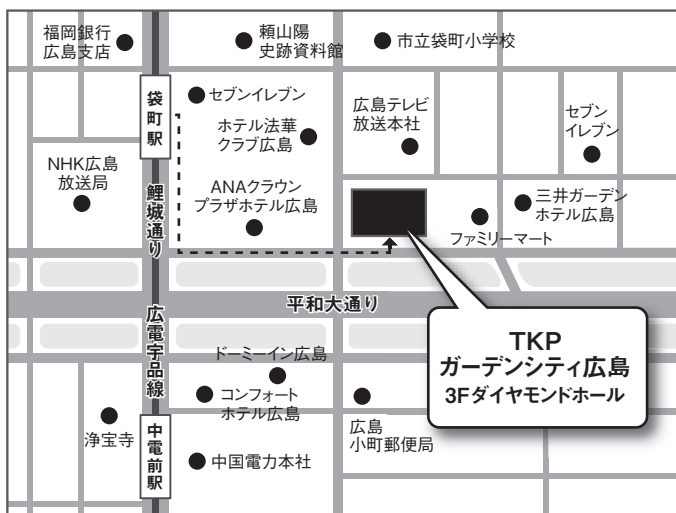 福岡銀行
広島支店
頼山陽
史跡資料館
市立袋町小学校
袋町駅
セブンイレブン
広島テレビ
放送本社
セブン
イレブン
ホテル法華
クラブ広島
NHK広島
放送局
鯉城通り
ANAクラウン
プラザホテル広島
三井ガーデン
ホテル広島
ファミリーマート
平和大通り
広電宇品線
TKP
ガーデンシティ広島
3Fダイヤモンドホール
ドーミーイン広島
コンフォート
ホテル広島
広島
小町郵便局
浄宝寺
中電前駅
中国電力本社